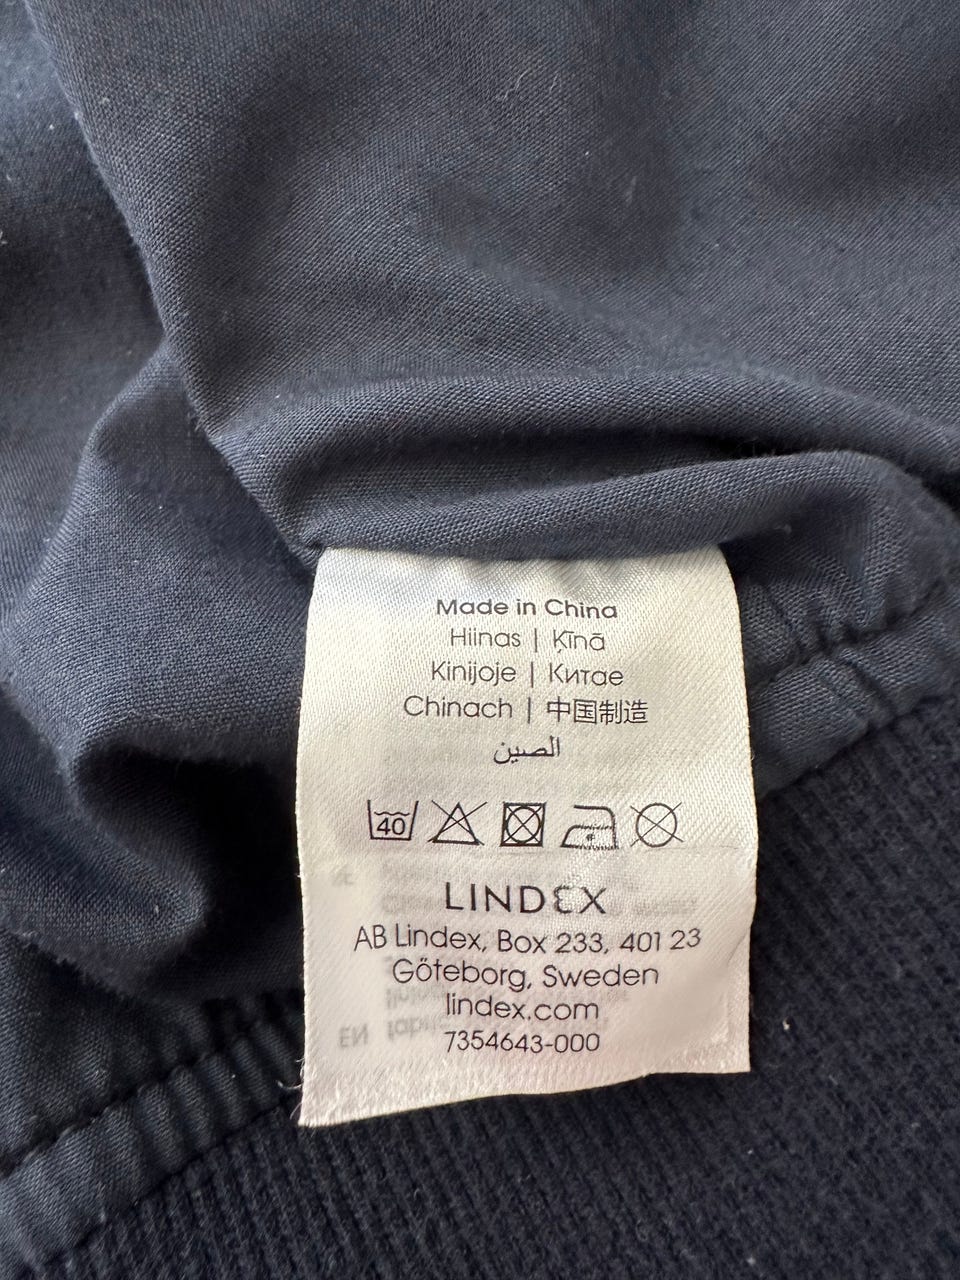 Made in China
Hiinas | Ķīnā
Kinijoje | Китае
Chinach | 中国制造
الصين
40
LINDEX
AB Lindex, Box 233, 401 23
Göteborg, Sweden
lindex.com
7354643-000